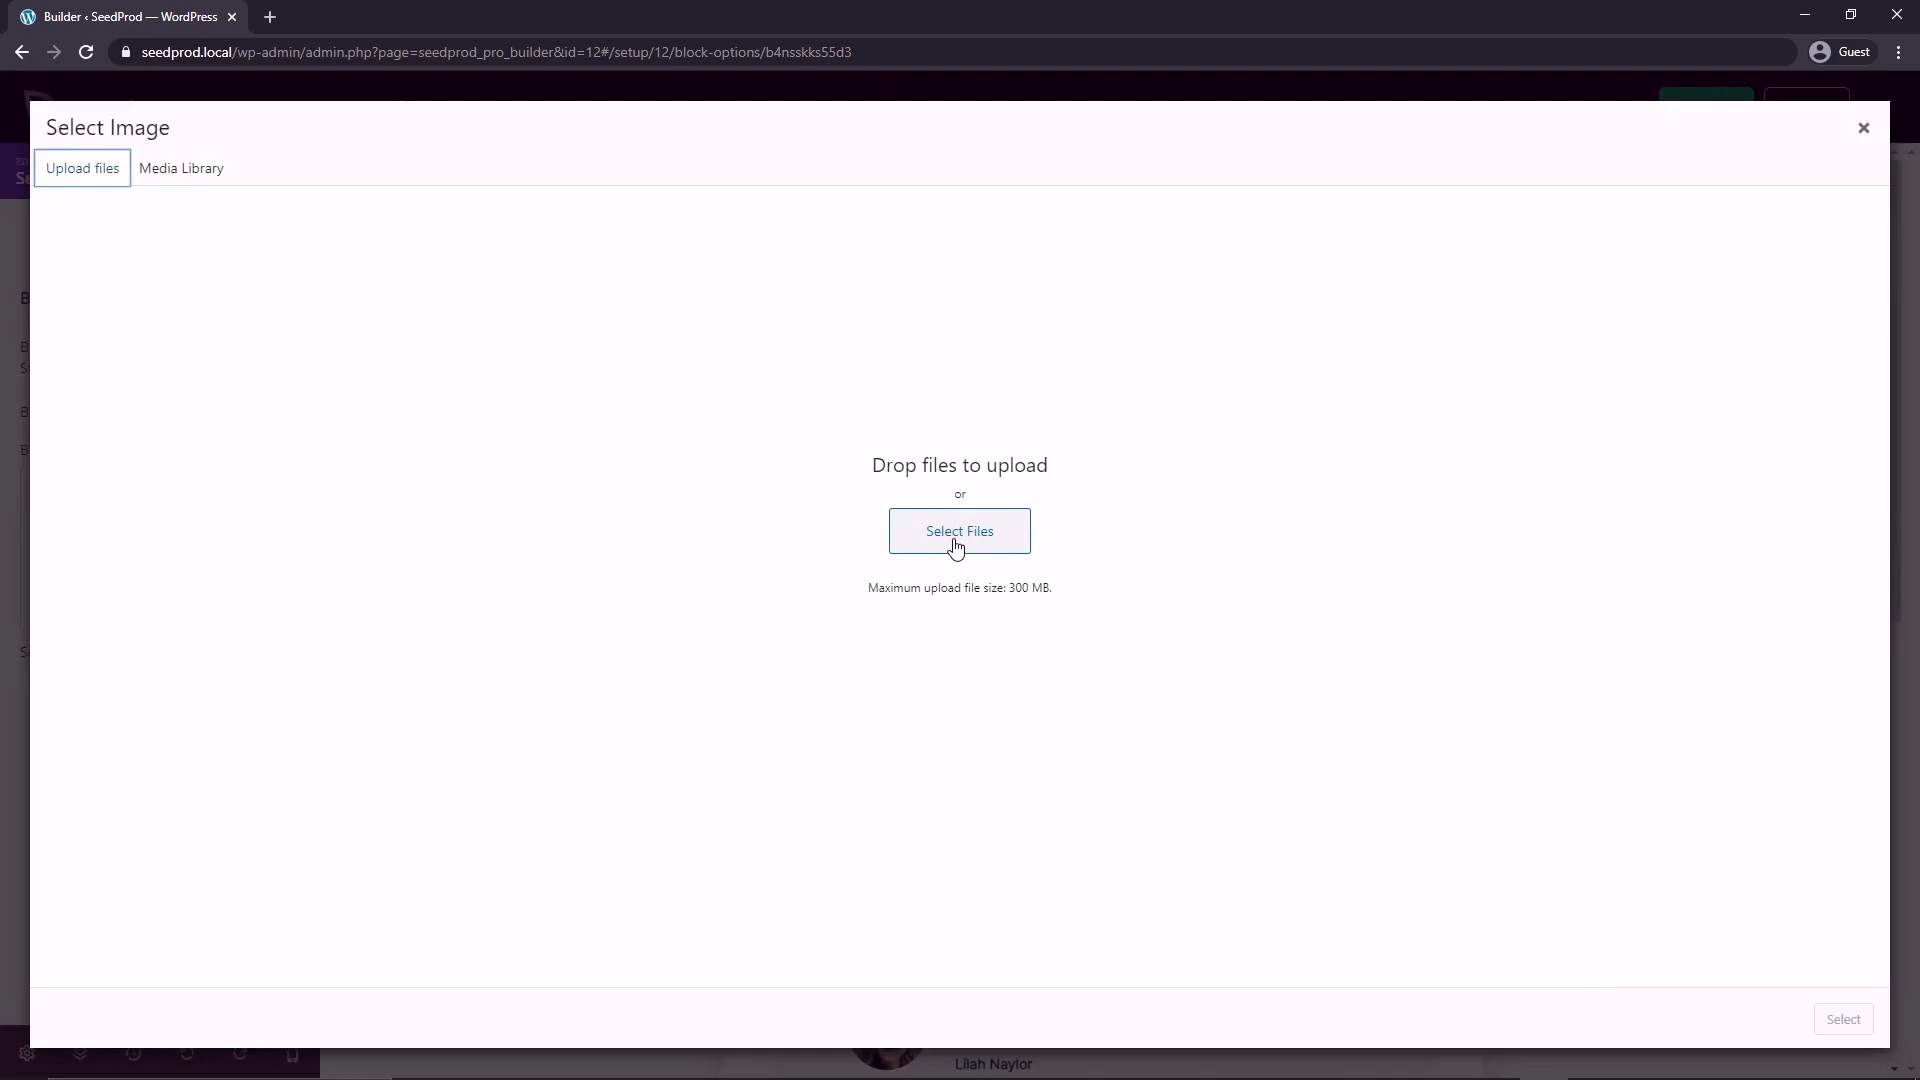 Builder ‹ SeedProd — WordPress
seedprod.local/wp-admin/admin.php?page=seedprod_pro_builder&id=12#/setup/12/block-options/b4nsskks55d3
Guest
Select Image
Upload files
Media Library
Drop files to upload
or
Select Files
Maximum upload file size: 300 MB.
Select
Lilah Naylor